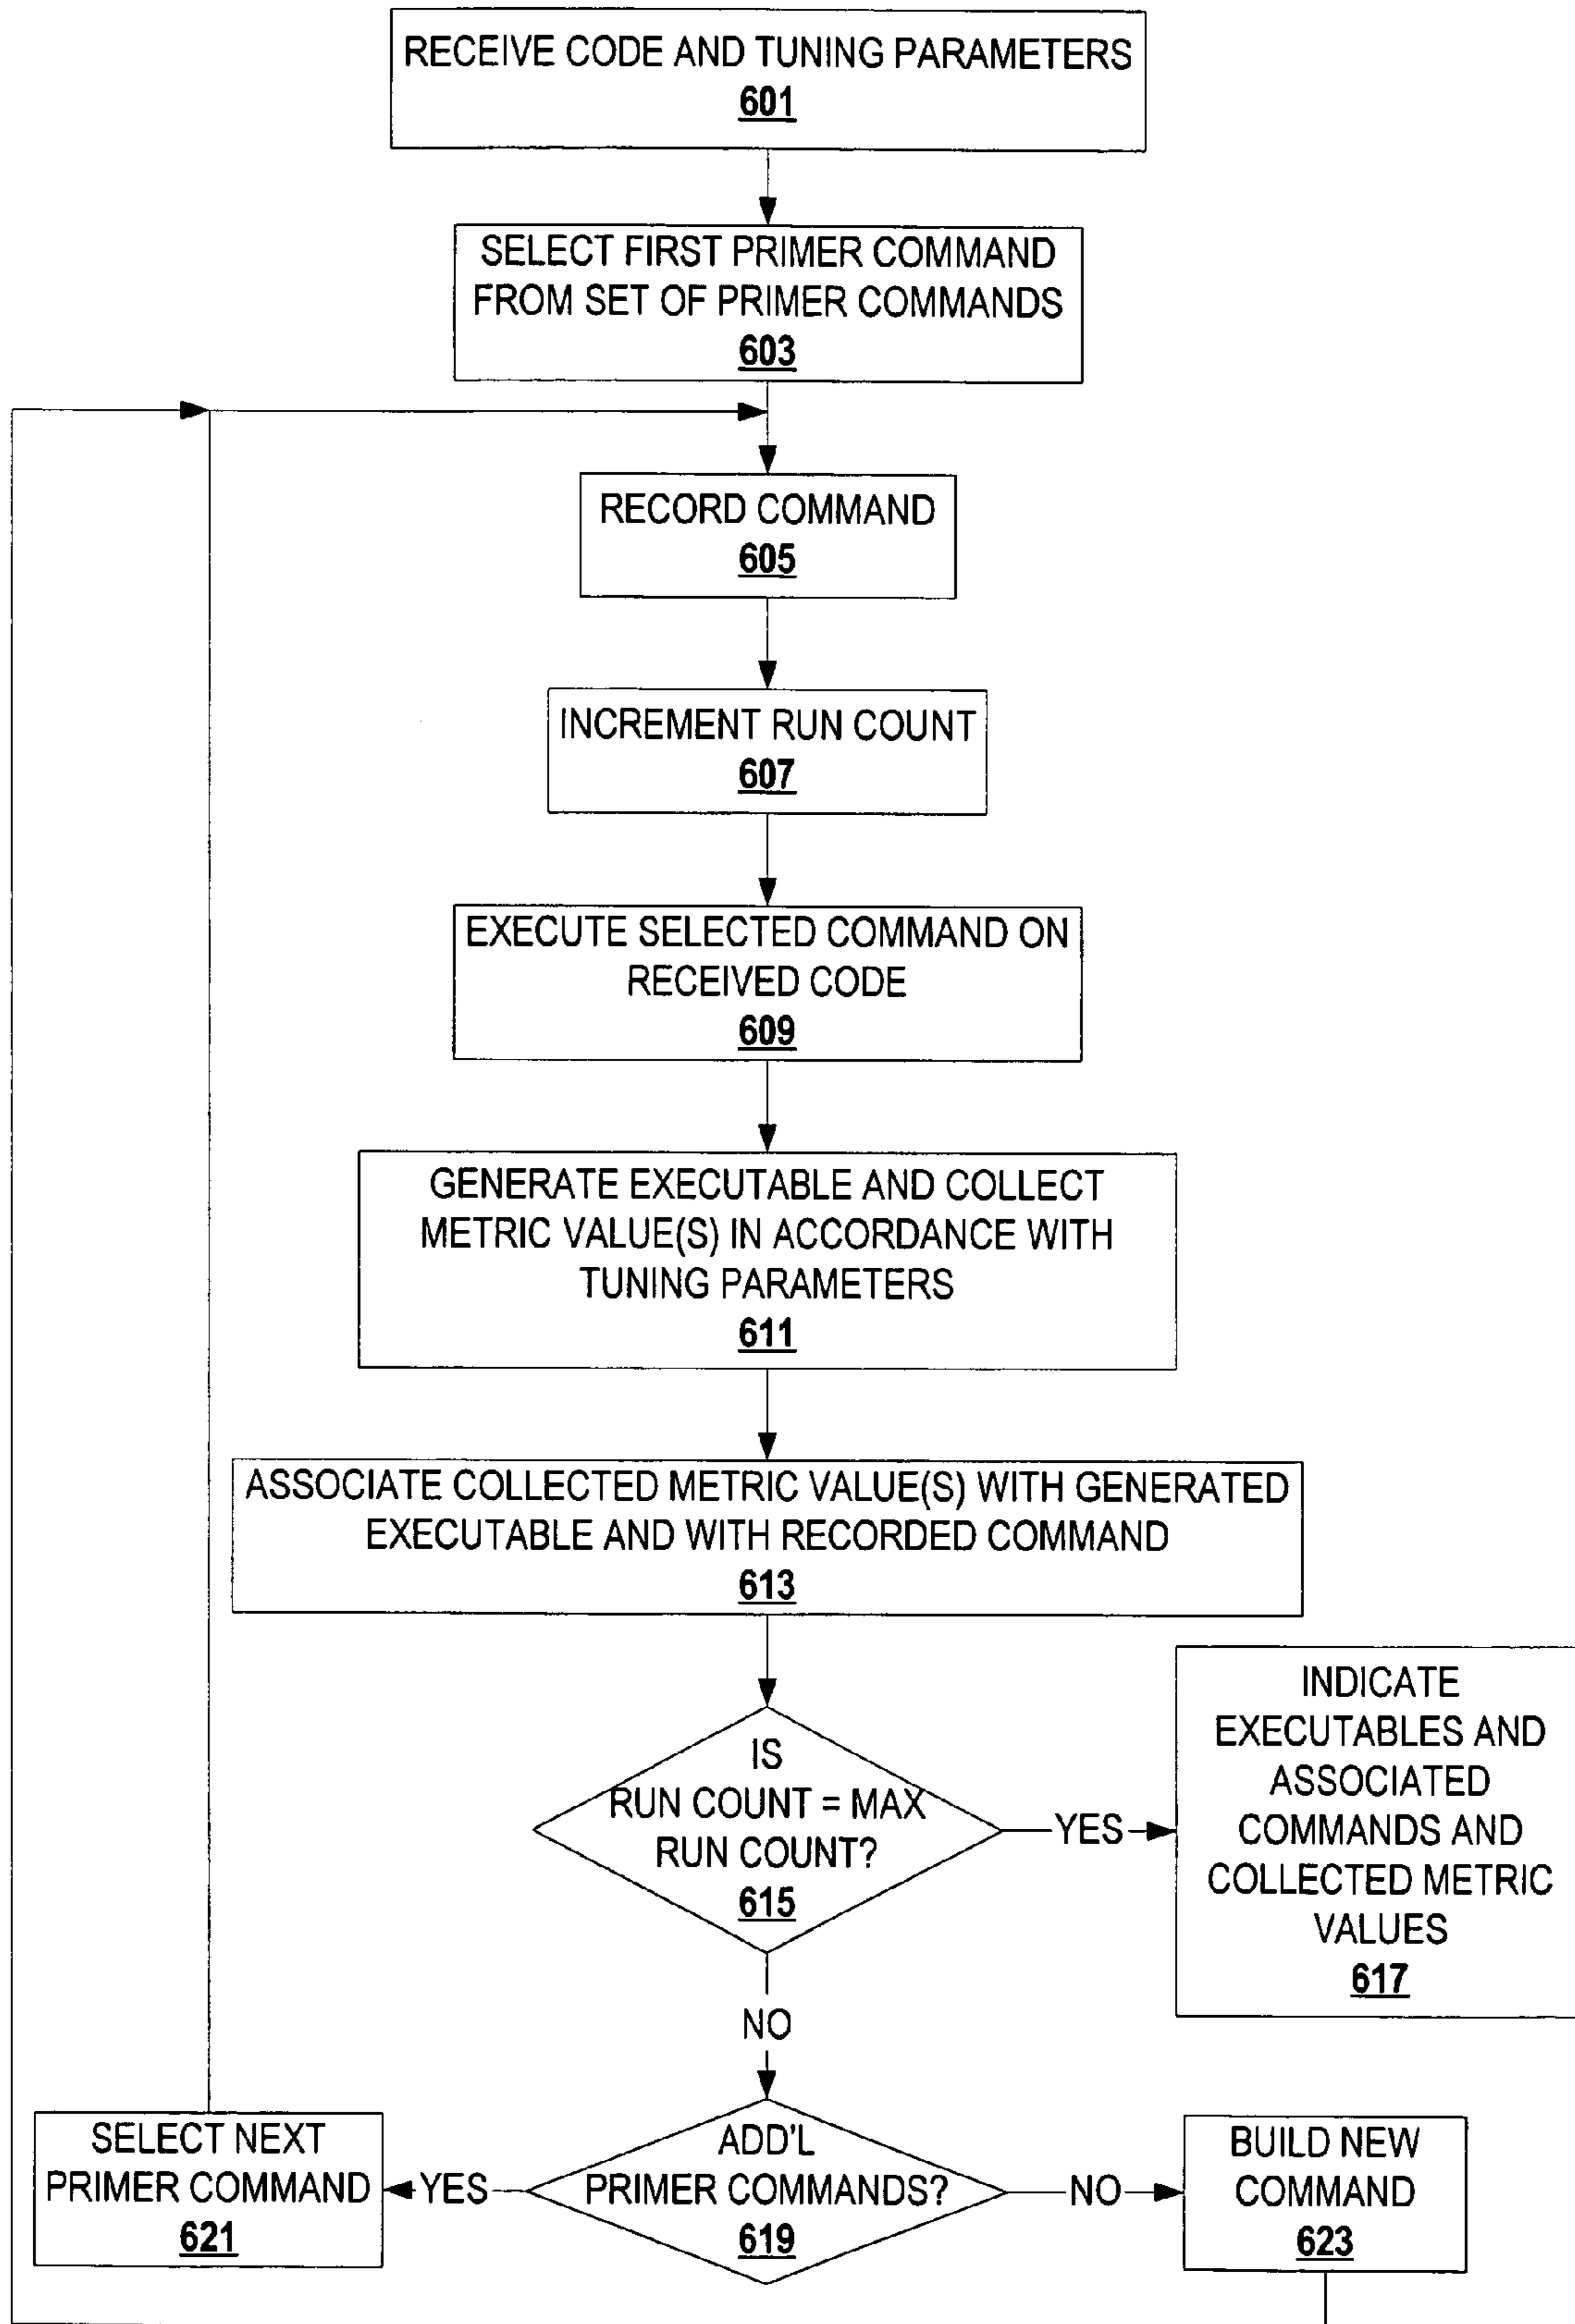 RECEIVE CODE AND TUNING PARAMETERS
601
SELECT FIRST PRIMER COMMAND
FROM SET OF PRIMER COMMANDS
603
RECORD COMMAND
605
INCREMENT RUN COUNT
607
EXECUTE SELECTED COMMAND ON
RECEIVED CODE
609
GENERATE EXECUTABLE AND COLLECT
METRIC VALUE(S) IN ACCORDANCE WITH
TUNING PARAMETERS
611
ASSOCIATE COLLECTED METRIC VALUE(S) WITH GENERATED
EXECUTABLE AND WITH RECORDED COMMAND
613
IS
RUN COUNT = MAX
RUN COUNT?
615
YES
INDICATE
EXECUTABLES AND
ASSOCIATED
COMMANDS AND
COLLECTED METRIC
VALUES
617
NO
ADD'L
PRIMER COMMANDS?
619
YES
SELECT NEXT
PRIMER COMMAND
621
NO
BUILD NEW
COMMAND
623